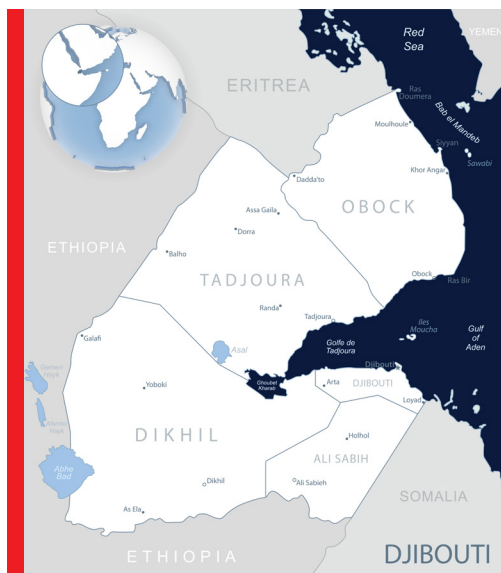 Red
Sea
YEMEN
ERITREA
Ras
Doumera
Bab el Mandeb
Moulhoule
Siyyan
Sawabi
Khor Angar
Dadda'to
OBOCK
Assa Gaila
Dorra
ETHIOPIA
Balho
TADJOURA
Obock
Ras Bir
Randa
Tadjoura
Iles
Moucha
Gulf
of
Aden
Golfe de
Tadjoura
Galafi
Asal
Djibouti
Ghoubet
Kharab
Yoboki
Arta
DJIBOUTI
Loyad
DIKHIL
Holhol
ALI SABIH
Abhe
Bad
Dikhil
Ali Sabieh
SOMALIA
As Ela
ETHIOPIA
DJIBOUTI